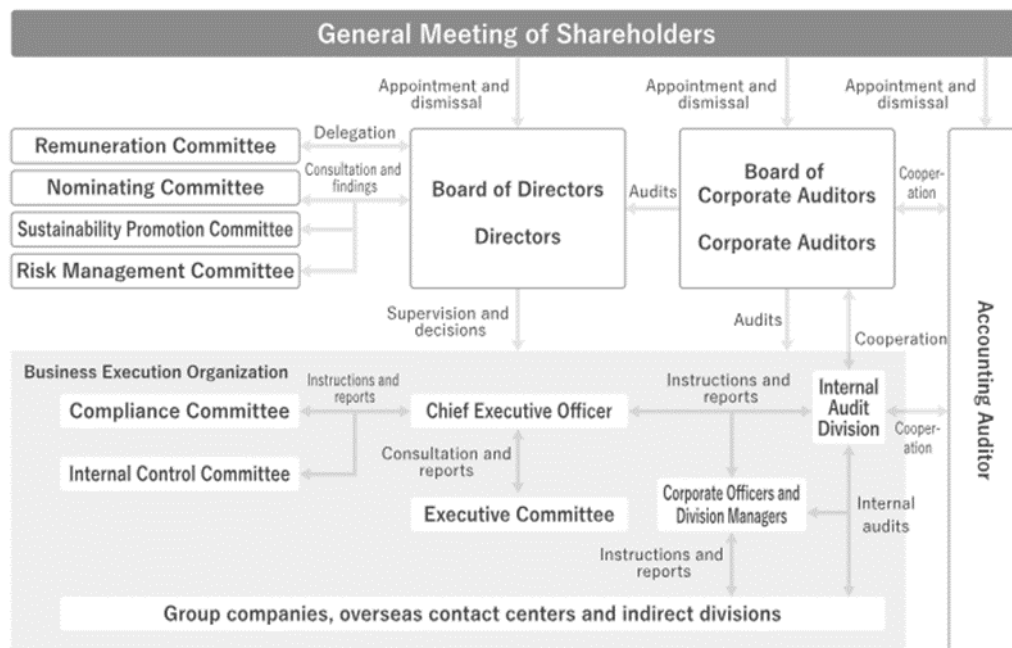 General Meeting of Shareholders
Appointment and
dismissal
Appointment and
dismissal
Appointment and
dismissal
Remuneration Committee
Delegation
Nominating Committee
Consultation and
findings
Sustainability Promotion Committee
Risk Management Committee
Board of Directors
Directors
Audits
Board of
Corporate Auditors
Corporate Auditors
Cooper-
ation
Accounting Auditor
Supervision and
decisions
Audits
Cooperation
Business Execution Organization
Compliance Committee
Instructions and
reports
Internal Control Committee
Chief Executive Officer
Instructions and
reports
Internal
Audit
Division
Cooper-
ation
Consultation and
reports
Executive Committee
Corporate Officers and
Division Managers
Internal
audits
Instructions and
reports
Group companies, overseas contact centers and indirect divisions